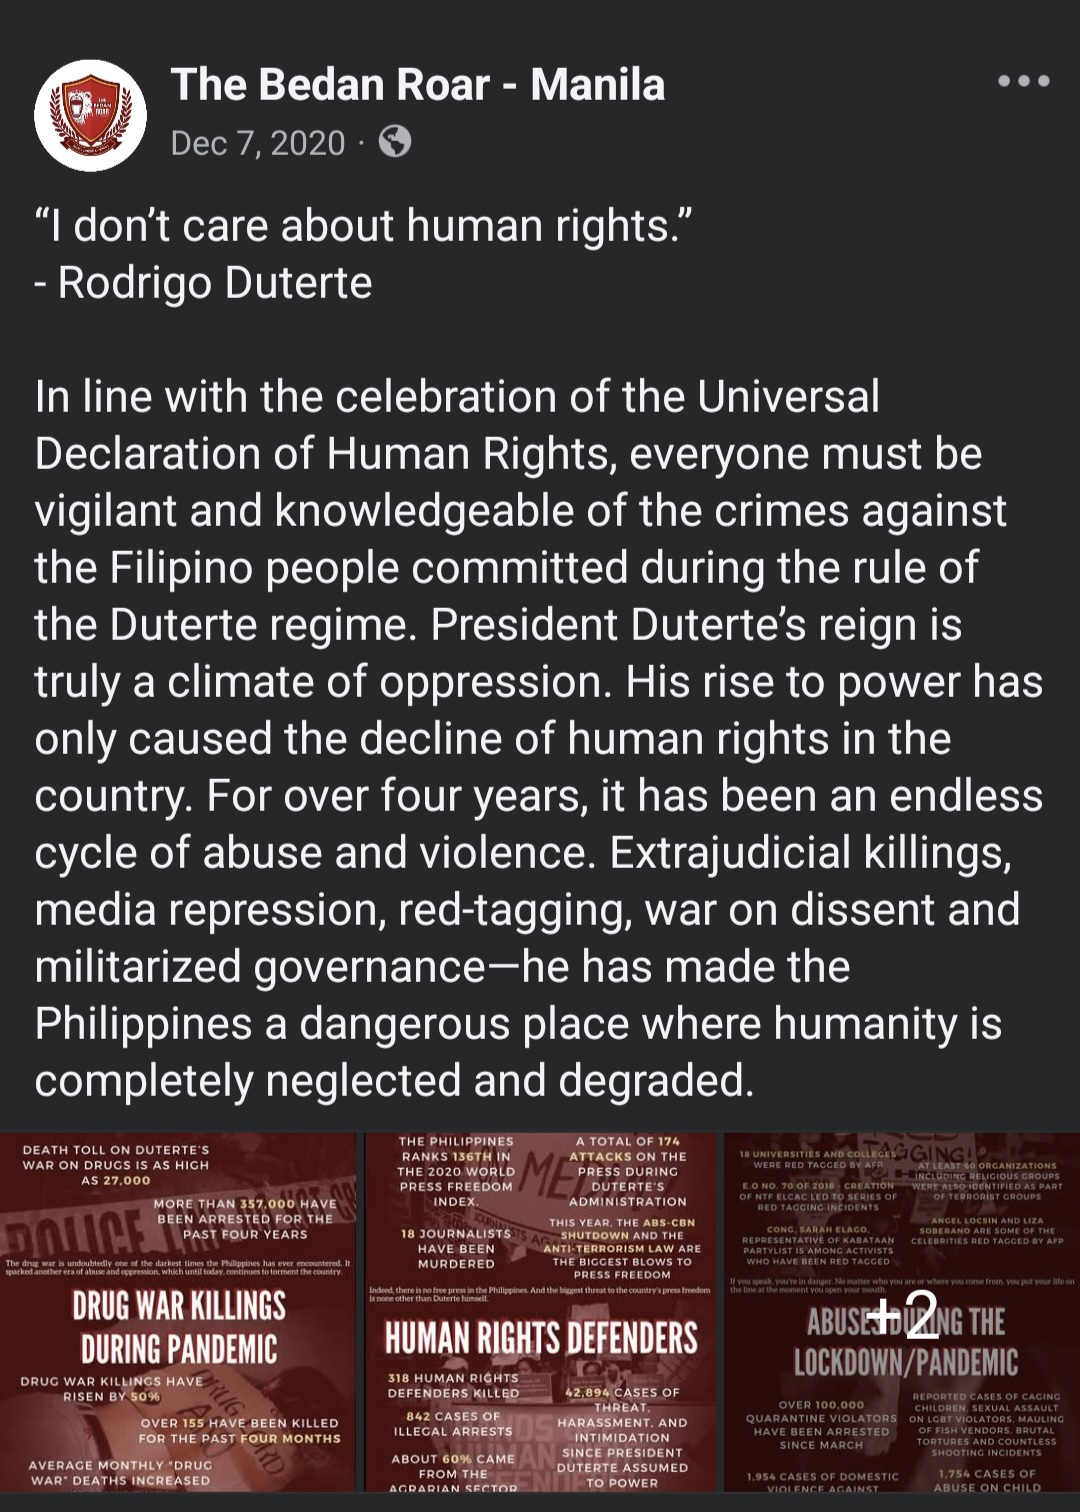 The Bedan Roar - Manila
Dec 7, 2020 ·
“I don’t care about human rights.”
- Rodrigo Duterte
In line with the celebration of the Universal
Declaration of Human Rights, everyone must be
vigilant and knowledgeable of the crimes against
the Filipino people committed during the rule of
the Duterte regime. President Duterte’s reign is
truly a climate of oppression. His rise to power has
only caused the decline of human rights in the
country. For over four years, it has been an endless
cycle of abuse and violence. Extrajudicial killings,
media repression, red-tagging, war on dissent and
militarized governance—he has made the
Philippines a dangerous place where humanity is
completely neglected and degraded.
DEATH TOLL ON DUTERTE'S
WAR ON DRUGS IS AS HIGH
AS 27,000
MORE THAN 357,000 HAVE
BEEN ARRESTED FOR THE
PAST FOUR YEARS
POLICE
The drug war is undoubtedly one of the darkest times the Philippines has ever encountered. It
sparked another era of abuse and oppression, which until today, continues to torment the country.
DRUG WAR KILLINGS
DURING PANDEMIC
DRUG WAR KILLINGS HAVE
RISEN BY 50%
OVER 155 HAVE BEEN KILLED
FOR THE PAST FOUR MONTHS
AVERAGE MONTHLY "DRUG
WAR" DEATHS INCREASED
THE PHILIPPINES
RANKS 136TH IN
THE 2020 WORLD
PRESS FREEDOM
INDEX.
A TOTAL OF 174
ATTACKS ON THE
PRESS DURING
DUTERTE'S
ADMINISTRATION
18 JOURNALISTS
HAVE BEEN
MURDERED
THIS YEAR, THE ABS-CBN
SHUTDOWN AND THE
ANTI-TERRORISM LAW ARE
THE BIGGEST BLOWS TO
PRESS FREEDOM
Indeed, there is no free press in the Philippines. And the biggest threat to the country's press freedom
is none other than Duterte himself.
HUMAN RIGHTS DEFENDERS
318 HUMAN RIGHTS
DEFENDERS KILLED
42,894 CASES OF
THREAT,
HARASSMENT, AND
INTIMIDATION
SINCE PRESIDENT
DUTERTE ASSUMED
TO POWER
842 CASES OF
ILLEGAL ARRESTS
ABOUT 60% CAME
FROM THE
AGRARIAN SECTOR
18 UNIVERSITIES AND COLLEGES
WERE RED TAGGED BY AFP
AT LEAST 60 ORGANIZATIONS
INCLUDING RELIGIOUS GROUPS
WERE ALSO IDENTIFIED AS PART
OF TERRORIST GROUPS
E.O NO. 70 OF 2018 - CREATION
OF NTF ELCAC LED TO SERIES OF
RED TAGGING INCIDENTS
CONG. SARAH ELAGO,
REPRESENTATIVE OF KABATAAN
PARTYLIST IS AMONG ACTIVISTS
WHO HAVE BEEN RED TAGGED
ANGEL LOCSIN AND LIZA
SOBERANO ARE SOME OF THE
CELEBRITIES RED TAGGED BY AFP
If you speak, you're in danger. No matter who you are or where you come from, you put your life on
the line at the moment you open your mouth.
+2
ABUSES DURING THE
LOCKDOWN/PANDEMIC
OVER 100,000
QUARANTINE VIOLATORS
HAVE BEEN ARRESTED
SINCE MARCH
REPORTED CASES OF CAGING
CHILDREN, SEXUAL ASSAULT
ON LGBT VIOLATORS, MAULING
OF FISH VENDORS, BRUTAL
TORTURES AND COUNTLESS
SHOOTING INCIDENTS
1,954 CASES OF DOMESTIC
VIOLENCE AGAINST
1,754 CASES OF
ABUSE ON CHILD